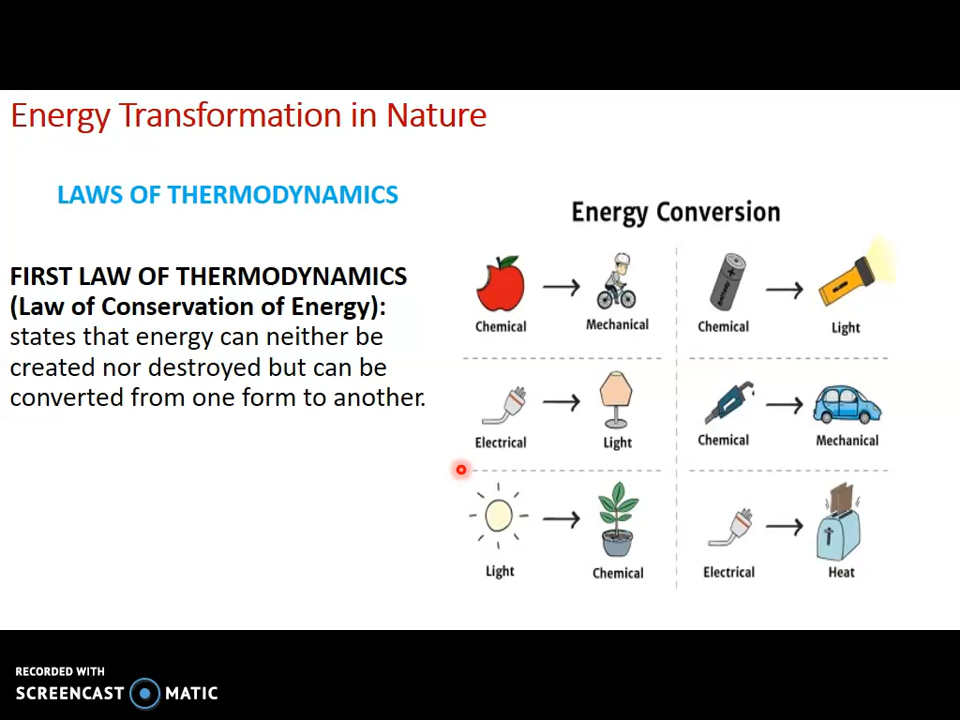 Energy Transformation in Nature
LAWS OF THERMODYNAMICS
FIRST LAW OF THERMODYNAMICS
(Law of Conservation of Energy):
states that energy can neither be
created nor destroyed but can be
converted from one form to another.
Energy Conversion
Chemical
Mechanical
BATTERY
Chemical
Light
Electrical
Light
Chemical
Mechanical
Light
Chemical
Electrical
Heat
RECORDED WITH
SCREENCAST MATIC